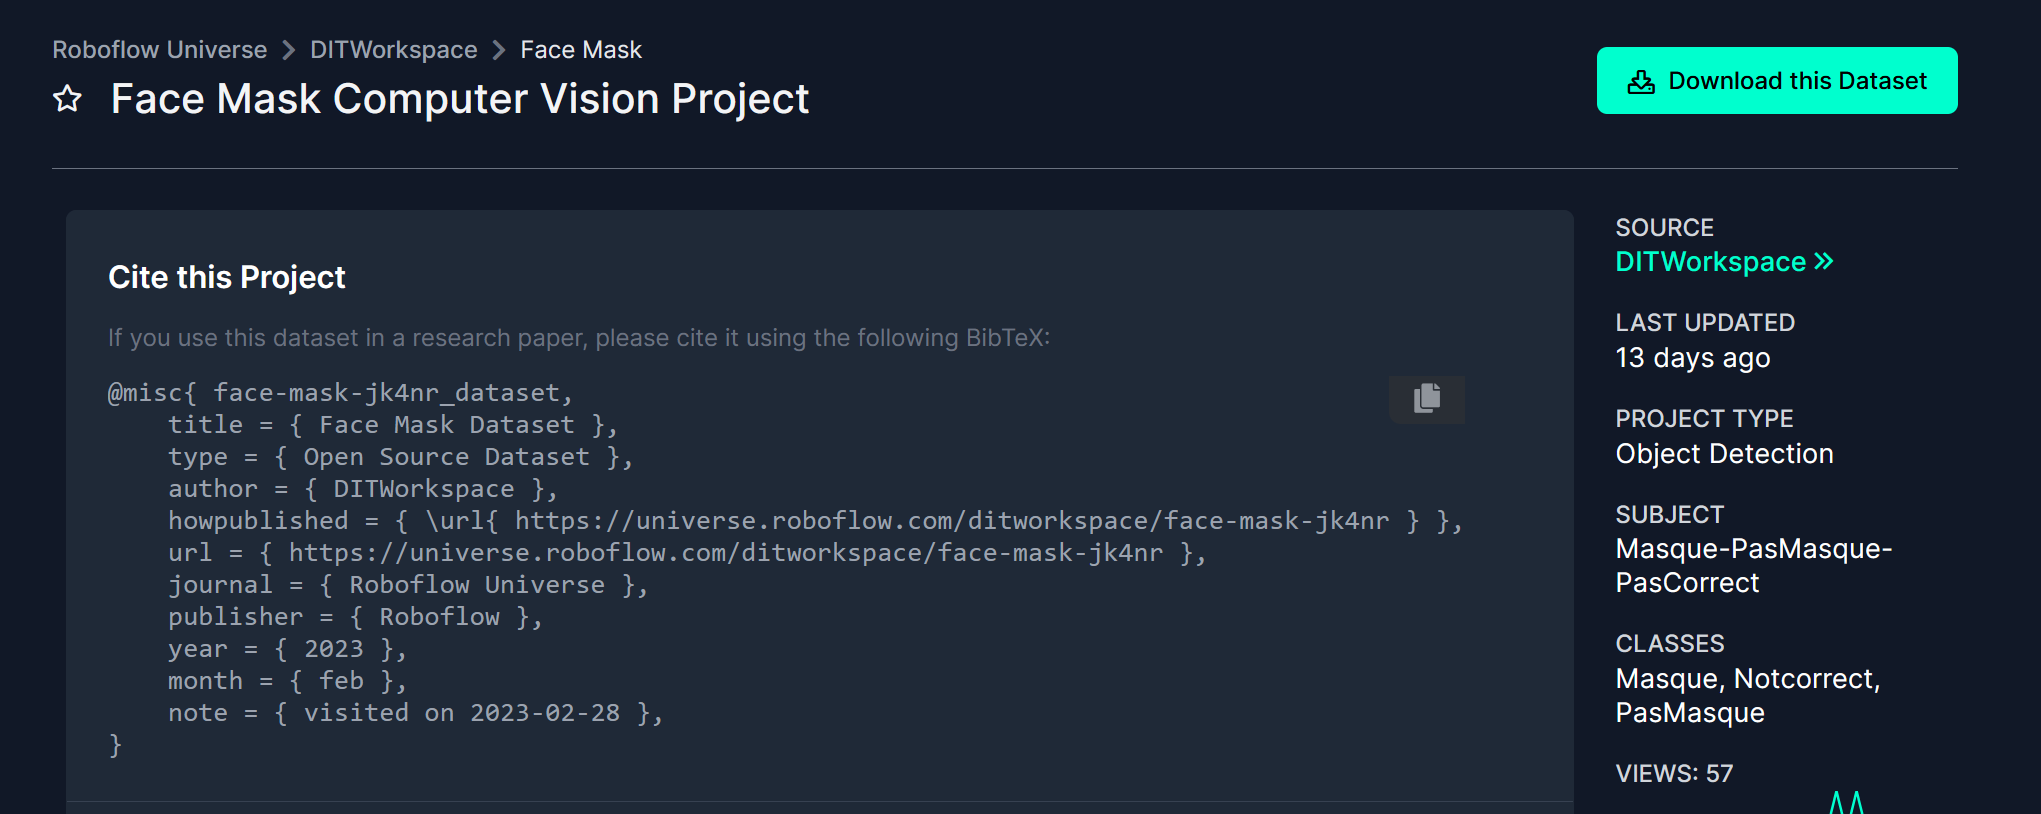 Roboflow Universe > DITWorkspace > Face Mask
Face Mask Computer Vision Project
Download this Dataset
Cite this Project
If you use this dataset in a research paper, please cite it using the following BibTeX:
@misc{ face-mask-jk4nr_dataset,
    title = { Face Mask Dataset },
    type = { Open Source Dataset },
    author = { DITWorkspace },
    howpublished = { \url{ https://universe.roboflow.com/ditworkspace/face-mask-jk4nr } },
    url = { https://universe.roboflow.com/ditworkspace/face-mask-jk4nr },
    journal = { Roboflow Universe },
    publisher = { Roboflow },
    year = { 2023 },
    month = { feb },
    note = { visited on 2023-02-28 },
}
SOURCE
DITWorkspace »
LAST UPDATED
13 days ago
PROJECT TYPE
Object Detection
SUBJECT
Masque-PasMasque-
PasCorrect
CLASSES
Masque, Notcorrect,
PasMasque
VIEWS: 57